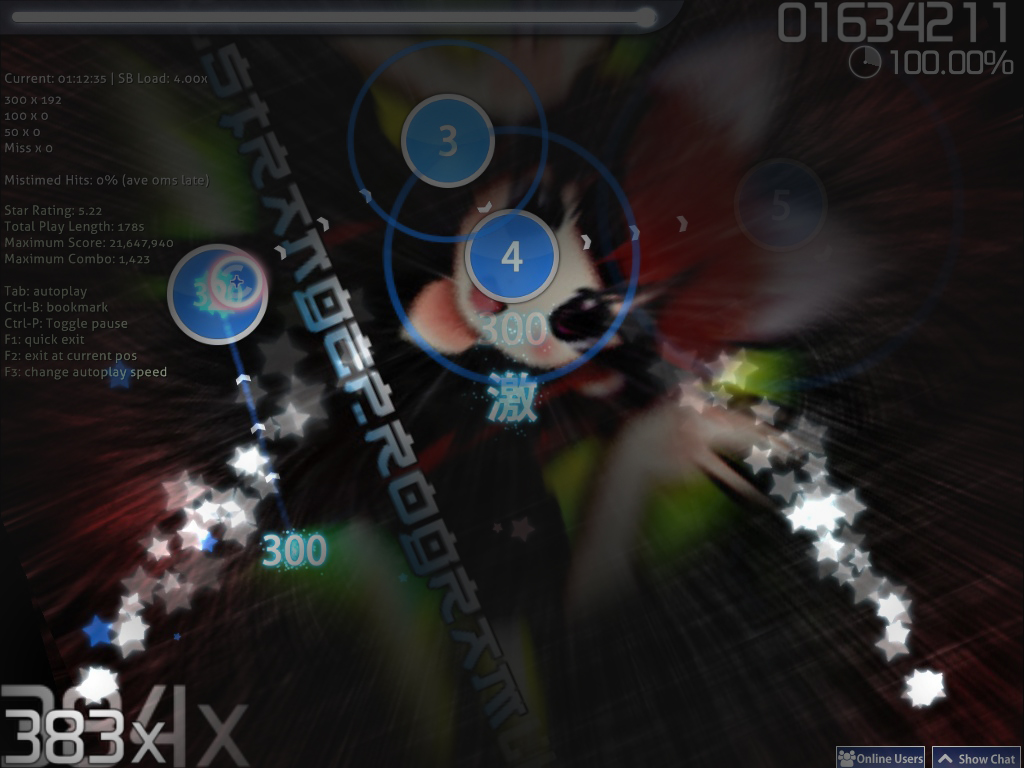 01634211
100.00%
Current: 01:12:35 | SB Load: 4.00x
300 x 192
100 x 0
50 x 0
Miss x 0
Mistimed Hits: 0% (ave 0ms late)
Star Rating: 5.22
Total Play Length: 178s
Maximum Score: 21,647,940
Maximum Combo: 1,423
Tab: autoplay
Ctrl-B: bookmark
Ctrl-P: Toggle pause
F1: quick exit
F2: exit at current pos
F3: change autoplay speed
3
5
4
300
激
300
383x
384x
Online Users
Show Chat